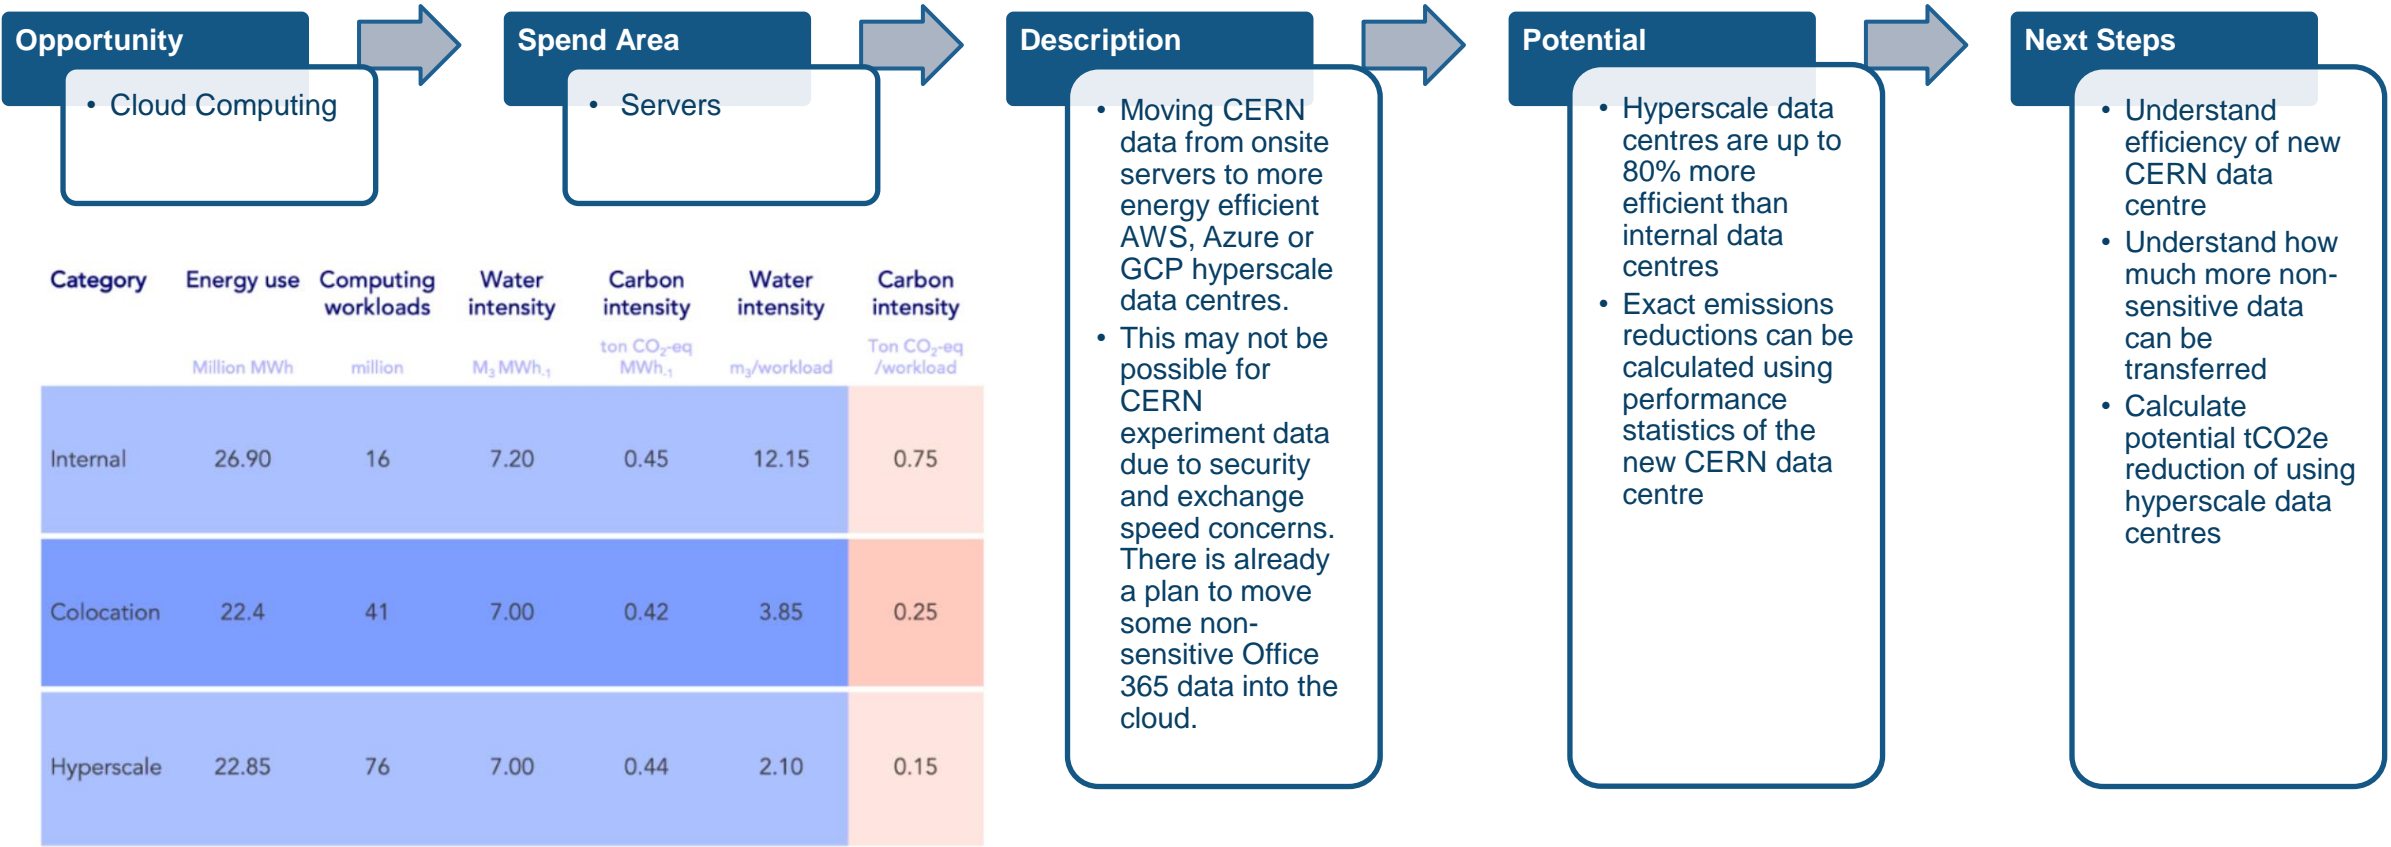 Opportunity
• Cloud Computing
Spend Area
• Servers
Description
• Moving CERN
data from onsite
servers to more
energy efficient
AWS, Azure or
GCP hyperscale
data centres.
• This may not be
possible for
CERN
experiment data
due to security
and exchange
speed concerns.
There is already
a plan to move
some non-
sensitive Office
365 data into the
cloud.
Potential
• Hyperscale data
centres are up to
80% more
efficient than
internal data
centres
• Exact emissions
reductions can be
calculated using
performance
statistics of the
new CERN data
centre
Next Steps
• Understand
efficiency of new
CERN data
centre
• Understand how
much more non-
sensitive data
can be
transferred
• Calculate
potential tCO2e
reduction of using
hyperscale data
centres
Category Energy use Computing workloads Water intensity Carbon intensity Water intensity Carbon intensity
Million MWh million M₃ MWh.₁ ton CO₂-eq MWh.₁ m₃/workload Ton CO₂-eq /workload
Internal 26.90 16 7.20 0.45 12.15 0.75
Colocation 22.4 41 7.00 0.42 3.85 0.25
Hyperscale 22.85 76 7.00 0.44 2.10 0.15